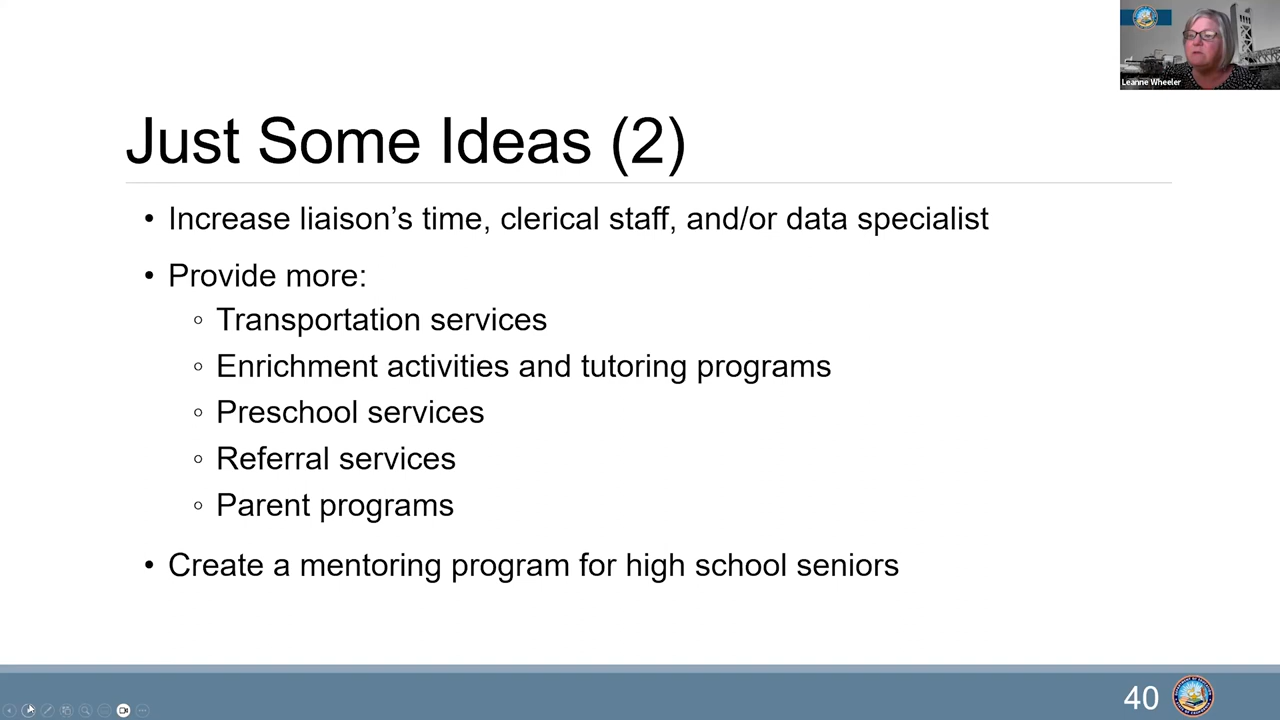 Leanne Wheeler
Just Some Ideas (2)
• Increase liaison’s time, clerical staff, and/or data specialist
• Provide more:
◦ Transportation services
◦ Enrichment activities and tutoring programs
◦ Preschool services
◦ Referral services
◦ Parent programs
• Create a mentoring program for high school seniors
40